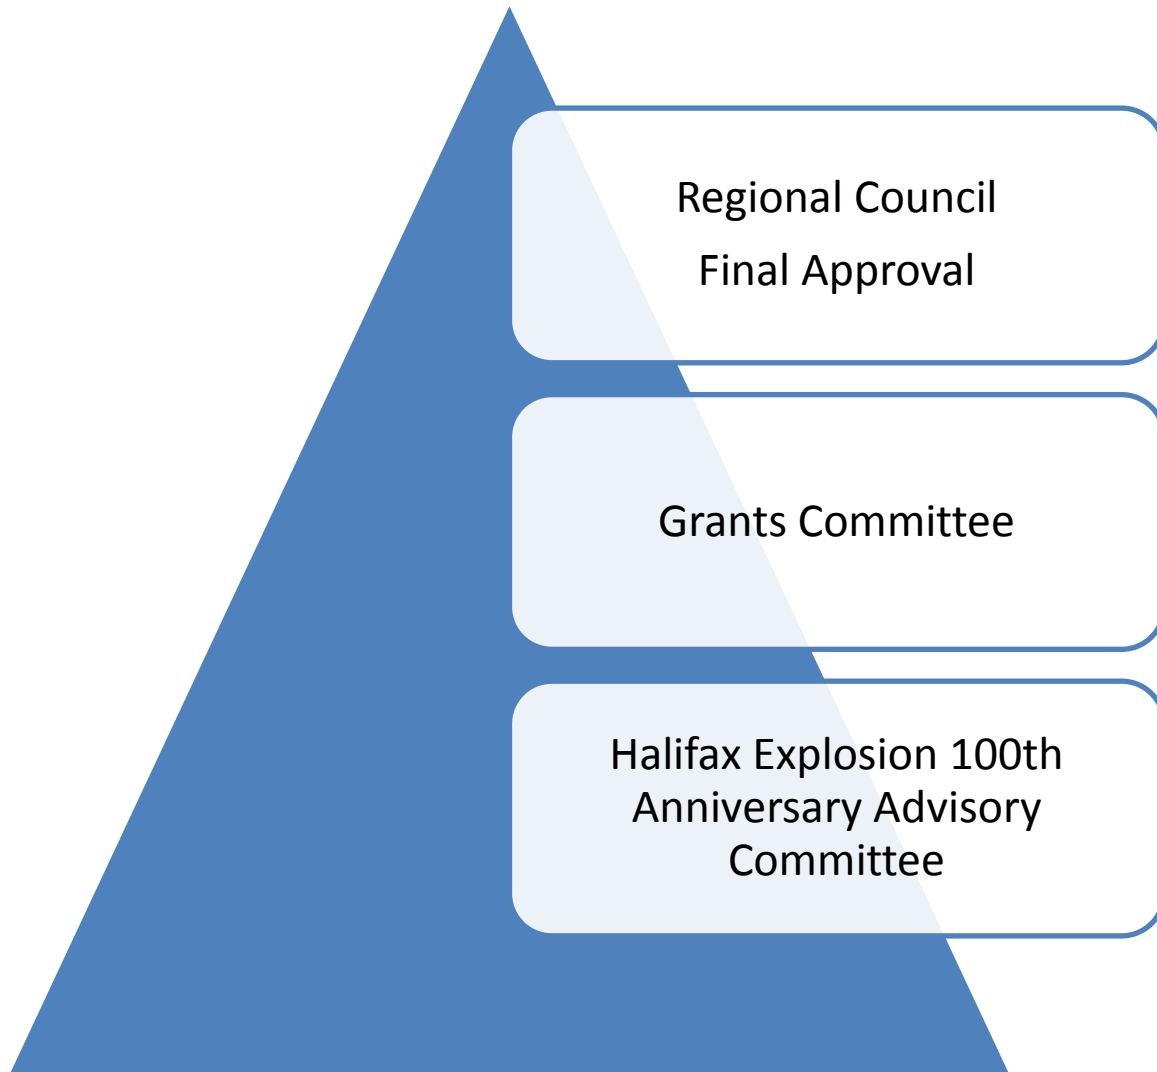 Regional Council
Final Approval
Grants Committee
Halifax Explosion 100th
Anniversary Advisory
Committee